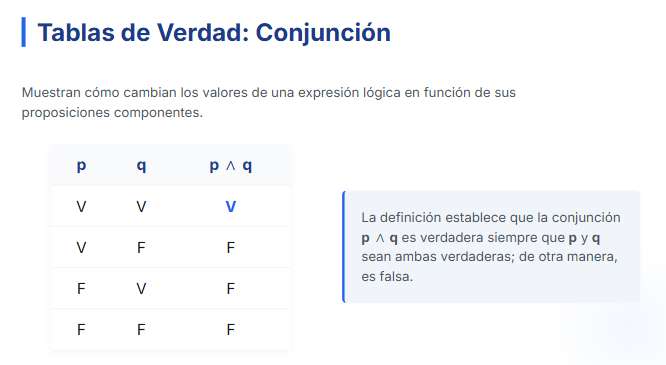 Tablas de Verdad: Conjunción
Muestran cómo cambian los valores de una expresión lógica en función de sus
proposiciones componentes.
p q p ∧ q
V V V
V F F
F V F
F F F
La definición establece que la conjunción
p ∧ q es verdadera siempre que p y q
sean ambas verdaderas; de otra manera,
es falsa.